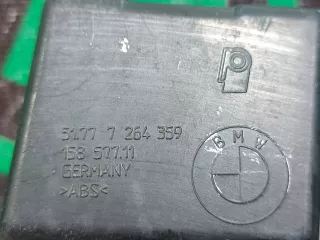 51.77 7 264 359
158 577.11
GERMANY
>ABS<
BMW